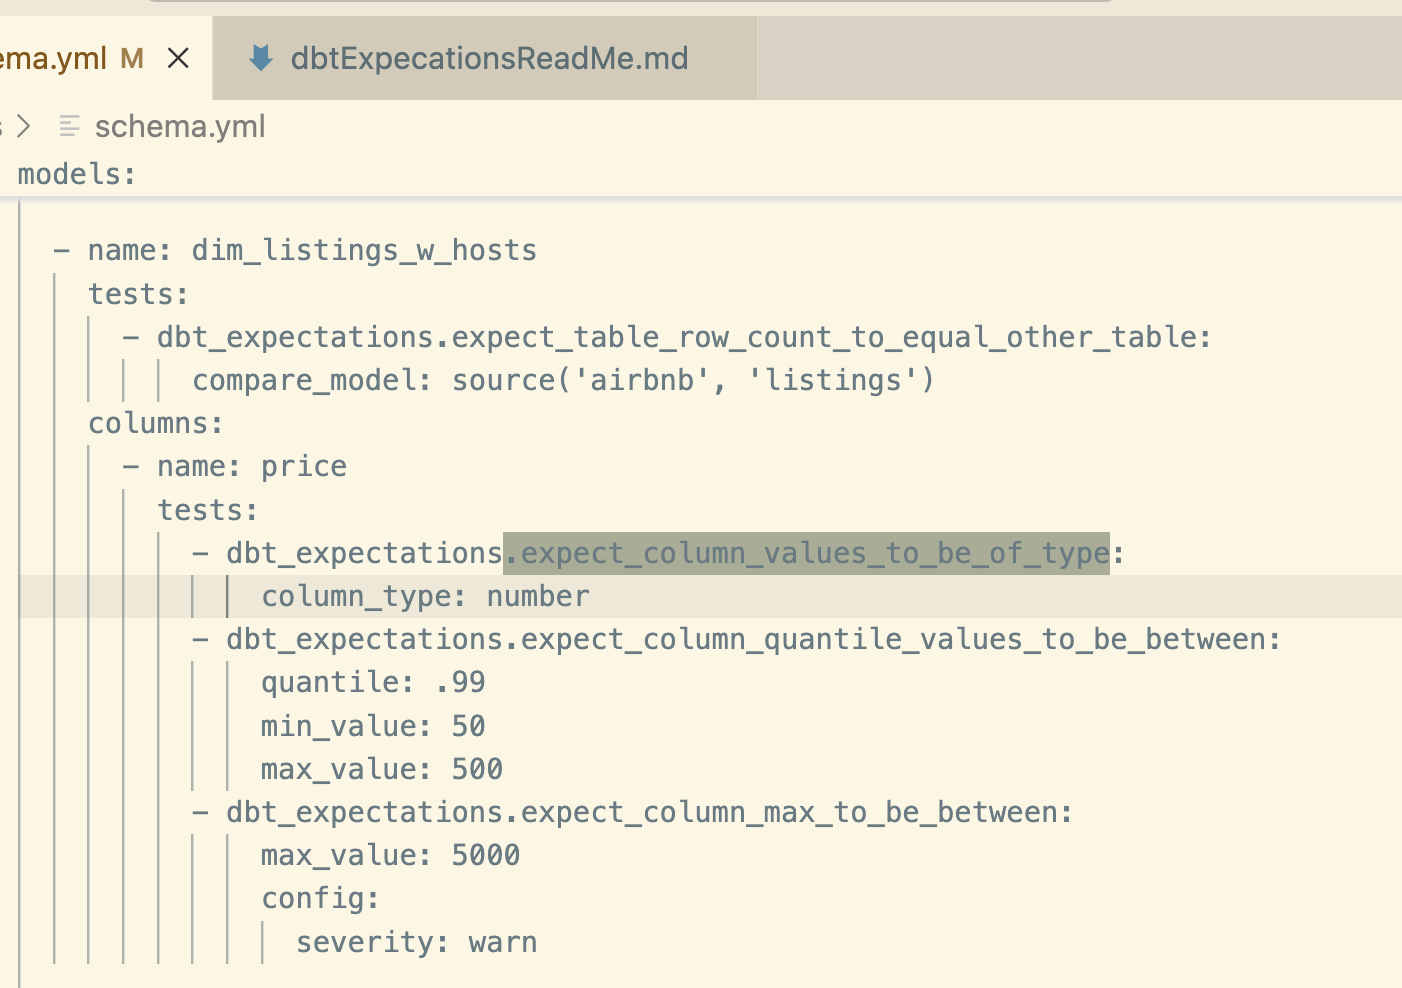 ema.yml M
dbtExpecationsReadMe.md
schema.yml
models:
- name: dim_listings_w_hosts
tests:
- dbt_expectations.expect_table_row_count_to_equal_other_table:
compare_model: source('airbnb', 'listings')
columns:
- name: price
tests:
- dbt_expectations.expect_column_values_to_be_of_type:
column_type: number
- dbt_expectations.expect_column_quantile_values_to_be_between:
quantile: .99
min_value: 50
max_value: 500
- dbt_expectations.expect_column_max_to_be_between:
max_value: 5000
config:
severity: warn